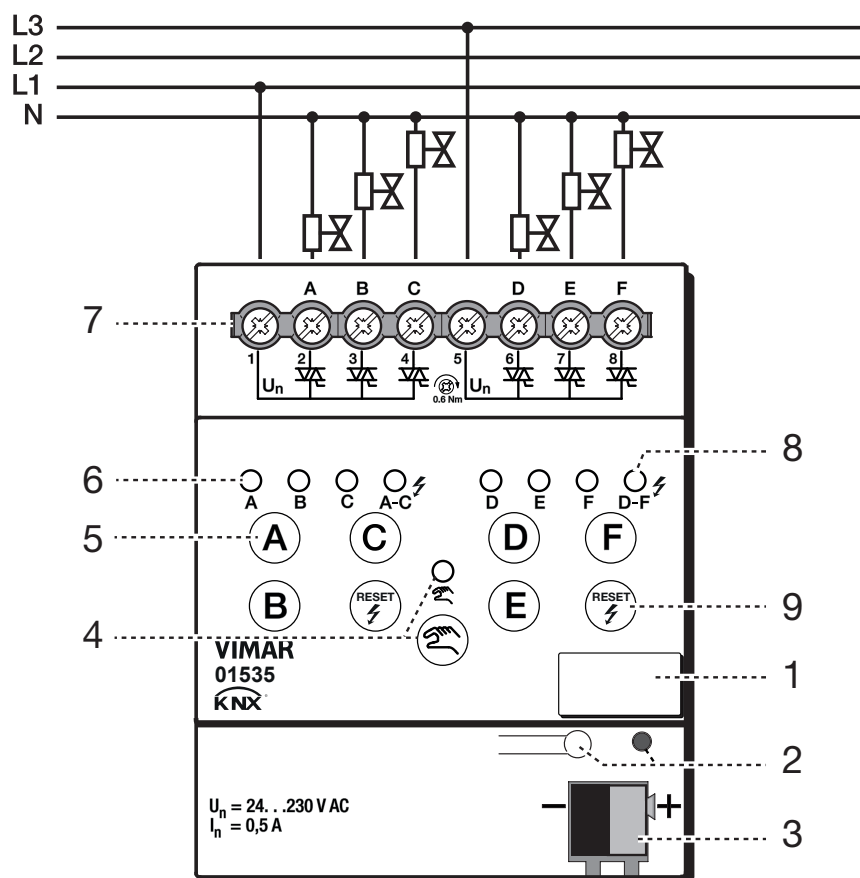 L3
L2
L1
N
A B C D E F
7
1 2 3 4 5 6 7 8
Un Un
0.6 Nm
6 8
A B C A-C D E F D-F
5 A C D F
B RESET E RESET 9
4
VIMAR
01535
KNX
1
2
Un = 24. . .230 V AC
In = 0,5 A
− +
3